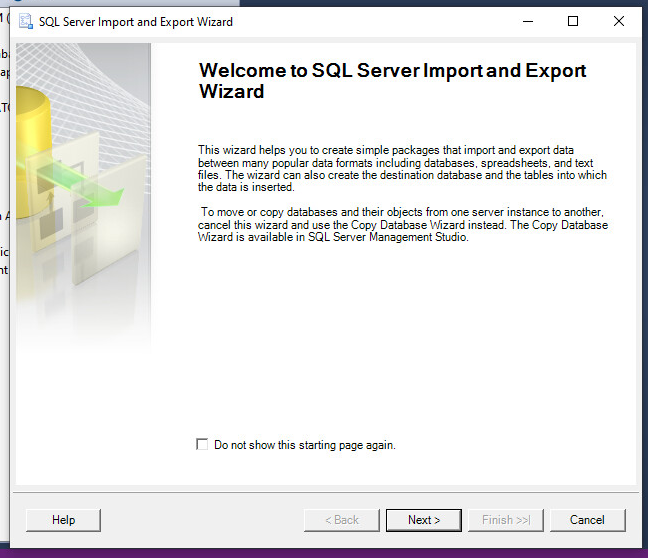 SQL Server Import and Export Wizard
Welcome to SQL Server Import and Export
Wizard
This wizard helps you to create simple packages that import and export data
between many popular data formats including databases, spreadsheets, and text
files. The wizard can also create the destination database and the tables into which
the data is inserted.
To move or copy databases and their objects from one server instance to another,
cancel this wizard and use the Copy Database Wizard instead. The Copy Database
Wizard is available in SQL Server Management Studio.
Do not show this starting page again.
Help
< Back
Next >
Finish >>|
Cancel